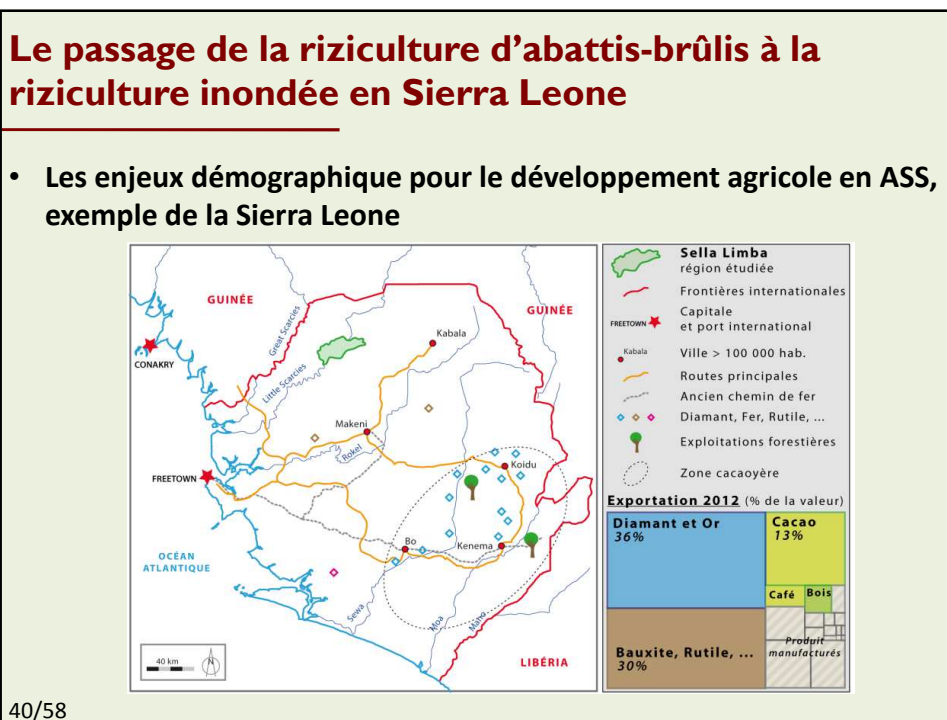 Le passage de la riziculture d'abattis-brûlis à la
riziculture inondée en Sierra Leone
• Les enjeux démographique pour le développement agricole en ASS,
exemple de la Sierra Leone
GUINÉE
GUINÉE
Great Scarcies
Kabala
CONAKRY
Little Scarcies
Makeni
Rokel
Koidu
FREETOWN
Bo
Kenema
OCÉAN
ATLANTIQUE
Sewa
Moa
Mano
LIBÉRIA
40 km
N
Sella Limba
région étudiée
Frontières internationales
FREETOWN
Capitale
et port international
Kabala
Ville > 100 000 hab.
Routes principales
Ancien chemin de fer
Diamant, Fer, Rutile, ...
Exploitations forestières
Zone cacaoyère
Exportation 2012 (% de la valeur)
Diamant et Or
36%
Cacao
13%
Café
Bois
Bauxite, Rutile, ...
30%
Produit
manufacturés
40/58